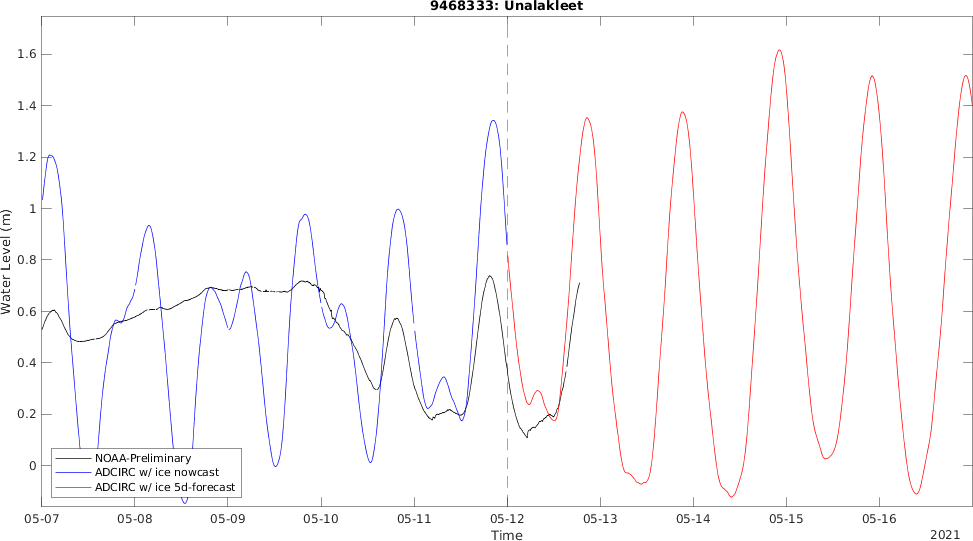 9468333: Unalakleet
Water Level (m)
1.6
1.4
1.2
1
0.8
0.6
0.4
0.2
0
NOAA-Preliminary
ADCIRC w/ ice nowcast
ADCIRC w/ ice 5d-forecast
05-07 05-08 05-09 05-10 05-11 05-12 05-13 05-14 05-15 05-16
Time
2021